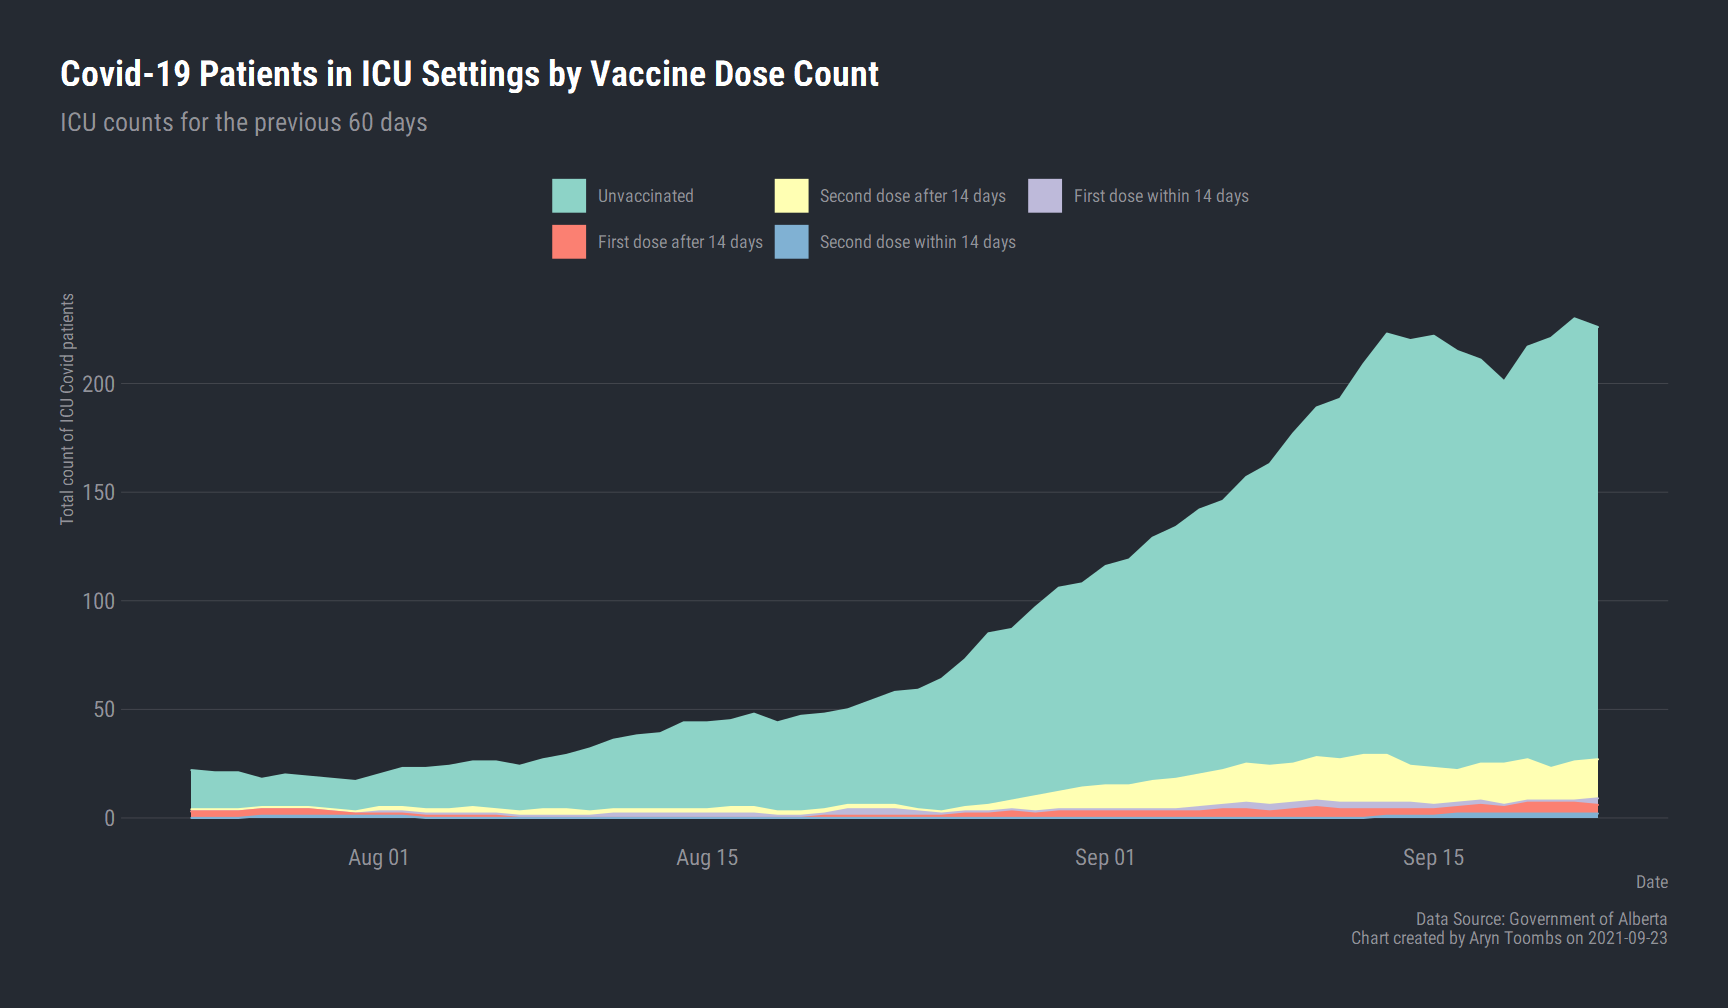 Covid-19 Patients in ICU Settings by Vaccine Dose Count
ICU counts for the previous 60 days
Unvaccinated
Second dose after 14 days
First dose within 14 days
First dose after 14 days
Second dose within 14 days
Total count of ICU Covid patients
200
150
100
50
0
Aug 01
Aug 15
Sep 01
Sep 15
Date
Data Source: Government of Alberta
Chart created by Aryn Toombs on 2021-09-23